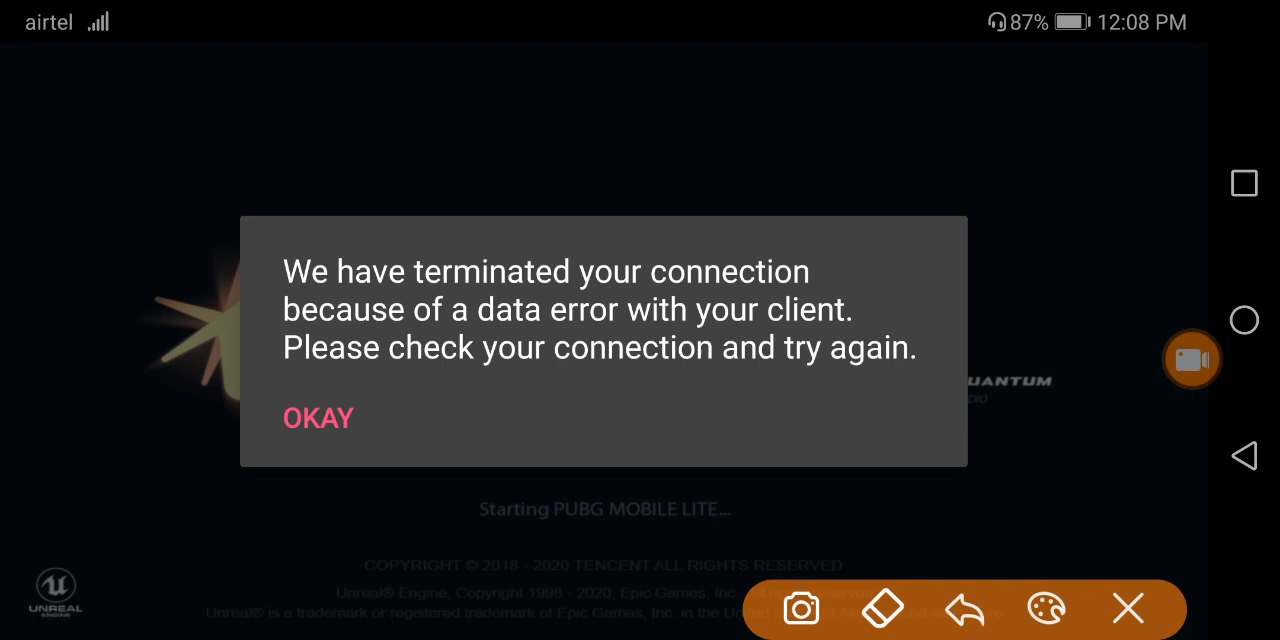 airtel
87% 12:08 PM
We have terminated your connection
because of a data error with your client.
Please check your connection and try again.
OKAY
UANTUM
DIO
Starting PUBG MOBILE LITE...
COPYRIGHT © 2018 - 2020 TENCENT ALL RIGHTS RESERVED
Unreal® Engine, Copyright 1998 - 2020, Epic Games, Inc.
Unreal® is a trademark or registered trademark of Epic Games, Inc. in the
UNREAL
ENGINE